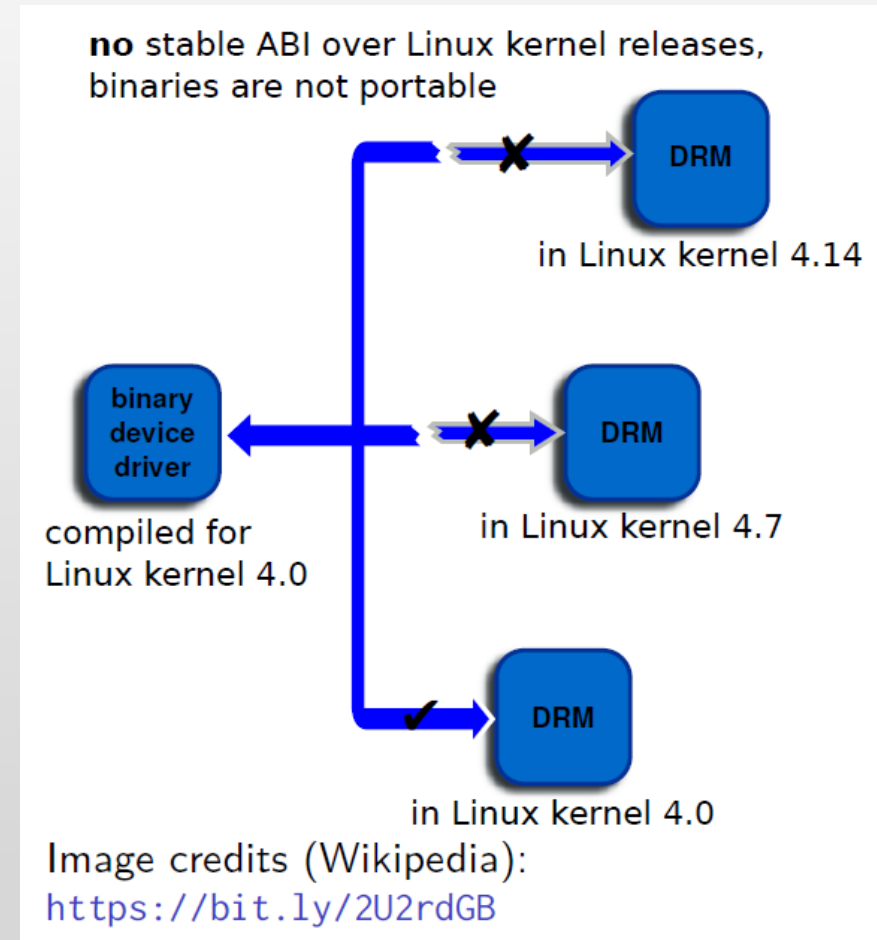 no stable ABI over Linux kernel releases,
binaries are not portable
DRM
in Linux kernel 4.14
binary
device
driver
compiled for
Linux kernel 4.0
DRM
in Linux kernel 4.7
DRM
in Linux kernel 4.0
Image credits (Wikipedia):
https://bit.ly/2U2rdGB